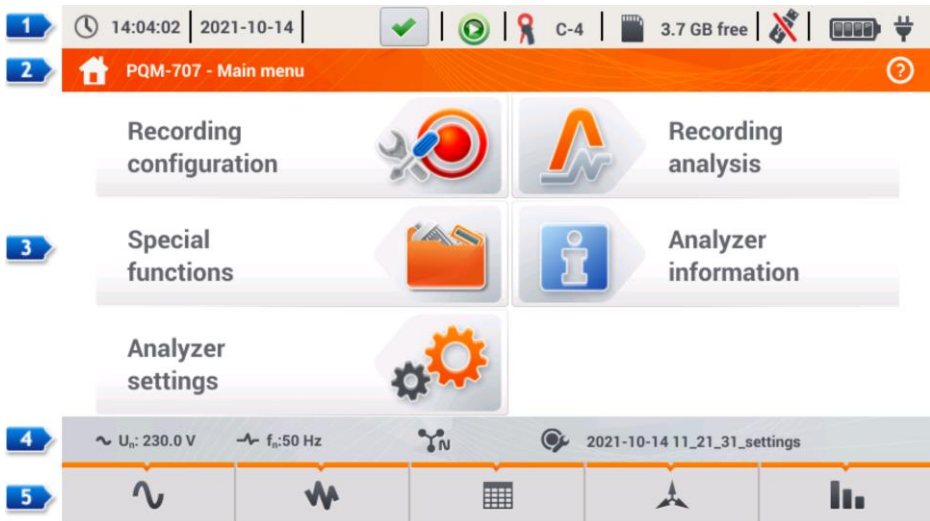 1 14:04:02 2021-10-14 C-4 3.7 GB free
2 PQM-707 - Main menu ?
Recording
configuration
Recording
analysis
3
Special
functions
Analyzer
information
Analyzer
settings
4 Un: 230.0 V fn:50 Hz N 2021-10-14 11_21_31_settings
5